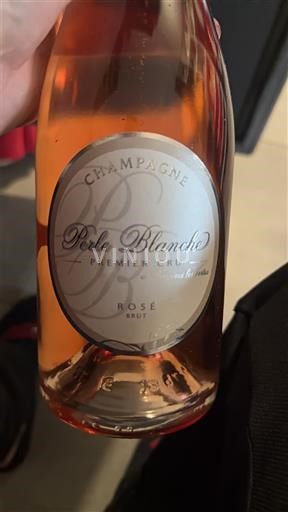 CHAMPAGNE
Perle Blanche
PREMIER CRU
ROSÉ
BRUT